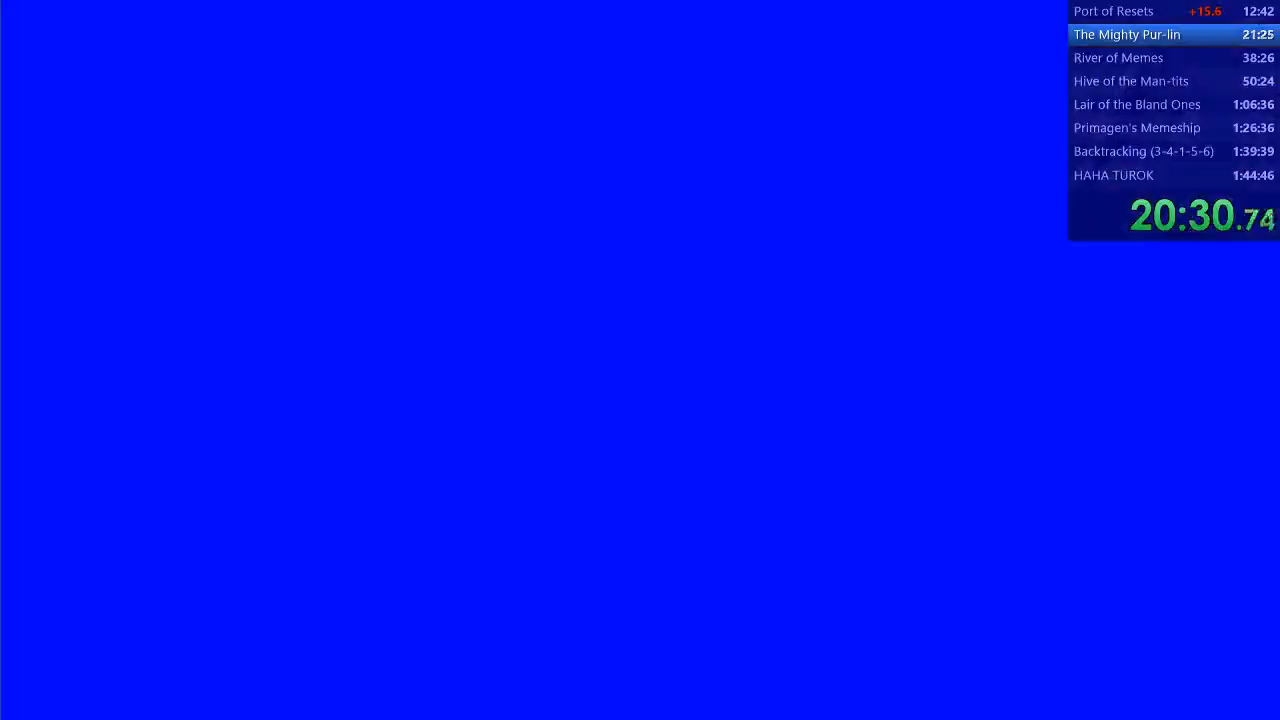 Port of Resets +15.6 12:42
The Mighty Pur-lin 21:25
River of Memes 38:26
Hive of the Man-tits 50:24
Lair of the Bland Ones 1:06:36
Primagen's Memeship 1:26:36
Backtracking (3-4-1-5-6) 1:39:39
HAHA TUROK 1:44:46
20:30.74